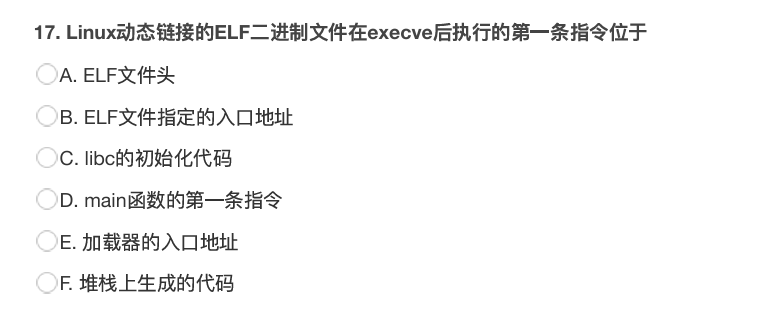 17. Linux动态链接的ELF二进制文件在execve后执行的第一条指令位于
A. ELF文件头
B. ELF文件指定的入口地址
C. libc的初始化代码
D. main函数的第一条指令
E. 加载器的入口地址
F. 堆栈上生成的代码